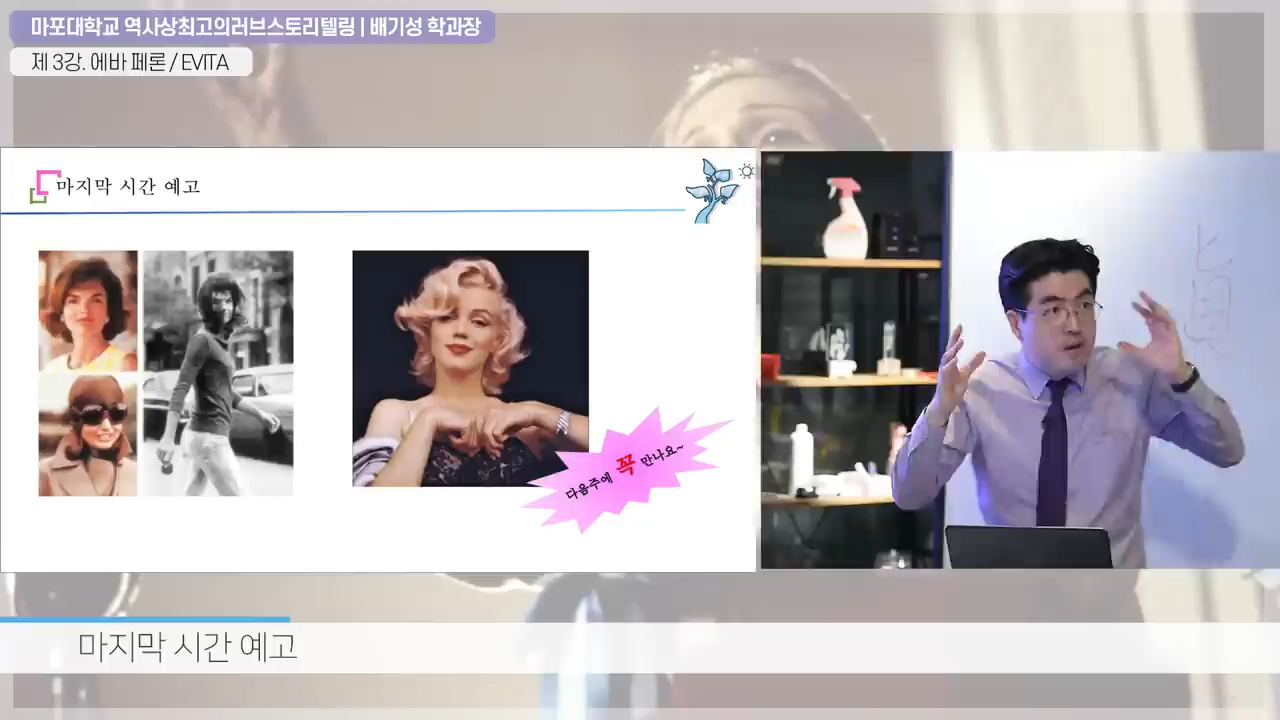 마포대학교 역사상최고의러브스토리텔링 | 배기성 학과장
제 3강. 에바 페론 / EVITA
마지막 시간 예고
다음주에 꼭 만나요~
마지막 시간 예고